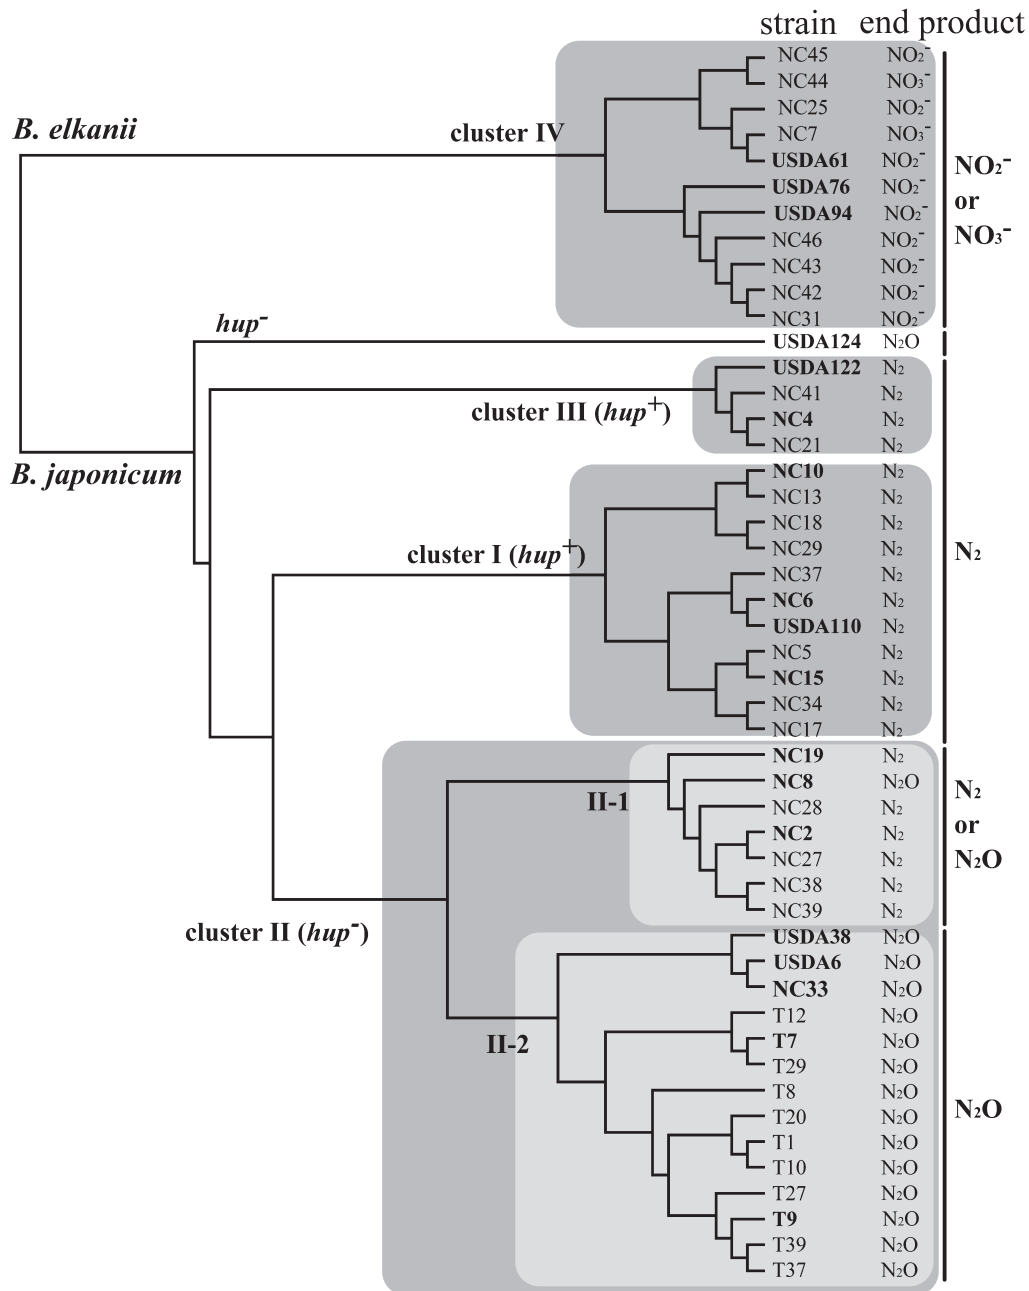 strain end product
NC45 NO₂⁻
NC44 NO₃⁻
NC25 NO₂⁻
B. elkanii
cluster IV
NC7 NO₃⁻
USDA61 NO₂⁻
NO₂⁻
or
NO₃⁻
USDA76 NO₂⁻
USDA94 NO₂⁻
NC46 NO₂⁻
NC43 NO₂⁻
NC42 NO₂⁻
NC31 NO₂⁻
hup⁻
USDA124 N₂O
USDA122 N₂
NC41 N₂
cluster III (hup⁺)
NC4 N₂
NC21 N₂
B. japonicum
NC10 N₂
NC13 N₂
NC18 N₂
NC29 N₂
N₂
cluster I (hup⁺)
NC37 N₂
NC6 N₂
USDA110 N₂
NC5 N₂
NC15 N₂
NC34 N₂
NC17 N₂
NC19 N₂
NC8 N₂O
N₂
or
N₂O
II-1
NC28 N₂
NC2 N₂
NC27 N₂
NC38 N₂
NC39 N₂
cluster II (hup⁻)
USDA38 N₂O
USDA6 N₂O
NC33 N₂O
T12 N₂O
T7 N₂O
II-2
T29 N₂O
T8 N₂O
N₂O
T20 N₂O
T1 N₂O
T10 N₂O
T27 N₂O
T9 N₂O
T39 N₂O
T37 N₂O